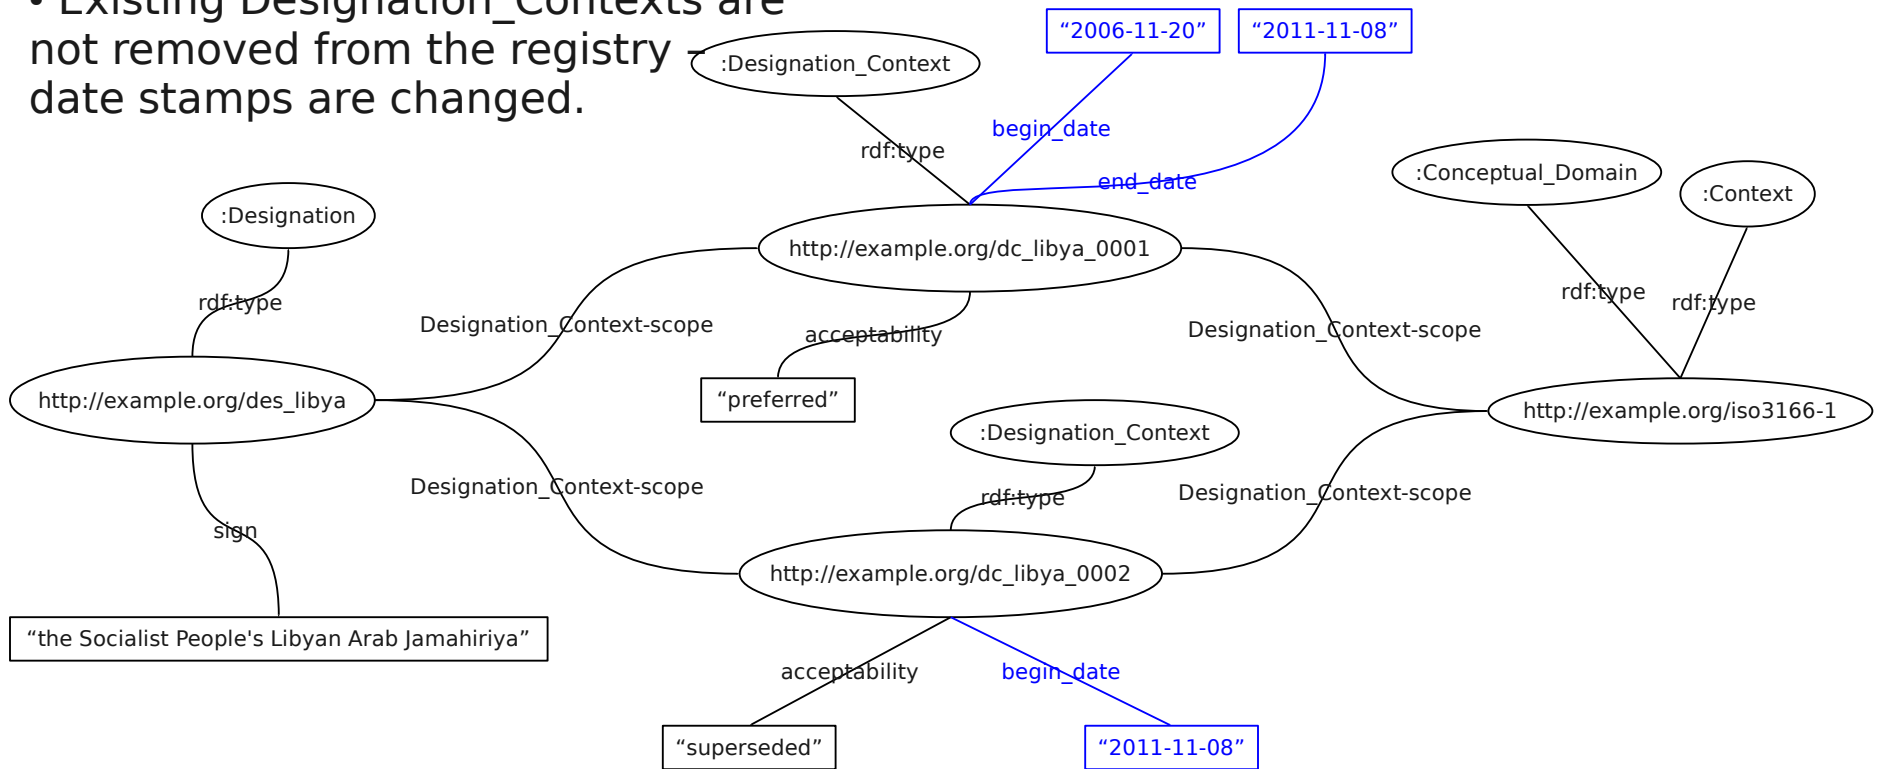 • Existing Designation_Contexts are
not removed from the registry –
date stamps are changed.
“2006-11-20”
“2011-11-08”
:Designation_Context
begin_date
rdf:type
end_date
:Conceptual_Domain
:Context
:Designation
http://example.org/dc_libya_0001
rdf:type
rdf:type
rdf:type
Designation_Context-scope
acceptability
Designation_Context-scope
http://example.org/des_libya
“preferred”
http://example.org/iso3166-1
:Designation_Context
Designation_Context-scope
rdf:type
Designation_Context-scope
sign
http://example.org/dc_libya_0002
“the Socialist People's Libyan Arab Jamahiriya”
acceptability
begin_date
“superseded”
“2011-11-08”